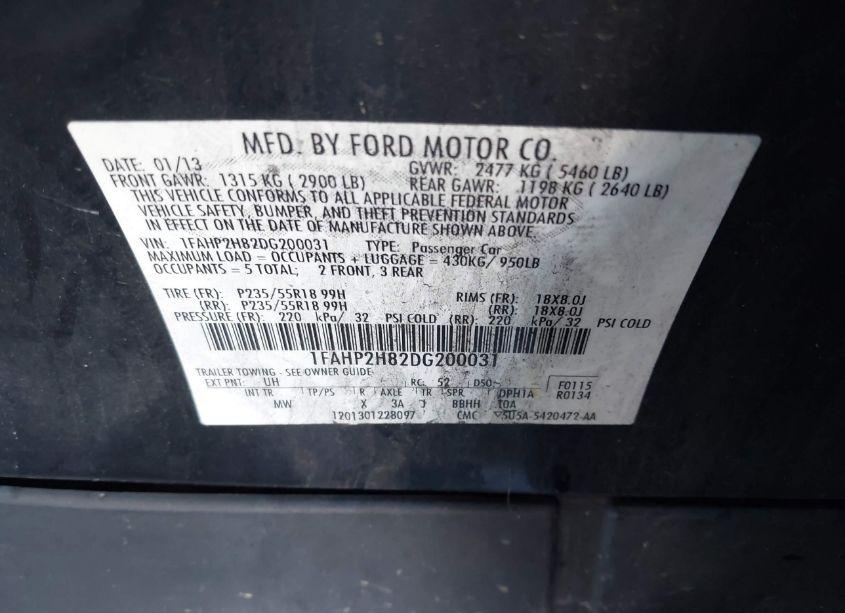 MFD. BY FORD MOTOR CO.
DATE: 01/13 GVWR: 2477 KG ( 5460 LB)
FRONT GAWR: 1315 KG ( 2900 LB) REAR GAWR: 1198 KG ( 2640 LB)
THIS VEHICLE CONFORMS TO ALL APPLICABLE FEDERAL MOTOR
VEHICLE SAFETY, BUMPER, AND THEFT PREVENTION STANDARDS
IN EFFECT ON THE DATE OF MANUFACTURE SHOWN ABOVE.
VIN: 1FAHP2H82DG200031 TYPE: Passenger Car
MAXIMUM LOAD = OCCUPANTS + LUGGAGE = 430KG/ 950LB
OCCUPANTS = 5 TOTAL; 2 FRONT, 3 REAR
TIRE (FR): P235/55R18 99H RIMS (FR): 18X8.0J
(RR): P235/55R18 99H (RR): 18X8.0J
PRESSURE (FR): 220 kPa/ 32 PSI COLD (RR): 220 kPa/ 32 PSI COLD
1FAHP2H82DG200031
TRAILER TOWING - SEE OWNER GUIDE
EXT PNT: UH RC: 52 DSO: F0115
INT TR TP/PS R AXLE TR SPR DPH1A R0134
MW X 3A J BBHH
1201301228097 CMC 5U5A-5420472-AA